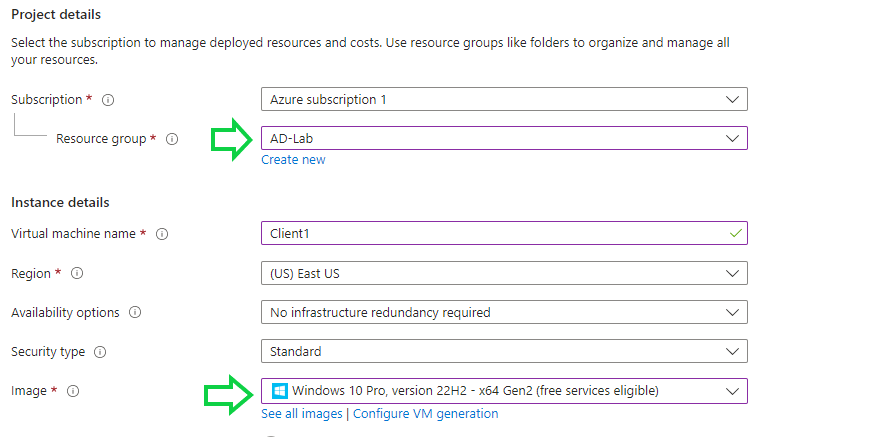 Project details
Select the subscription to manage deployed resources and costs. Use resource groups like folders to organize and manage all
your resources.
Subscription * Azure subscription 1
Resource group * AD-Lab
Create new
Instance details
Virtual machine name * Client1
Region * (US) East US
Availability options No infrastructure redundancy required
Security type Standard
Image * Windows 10 Pro, version 22H2 - x64 Gen2 (free services eligible)
See all images | Configure VM generation